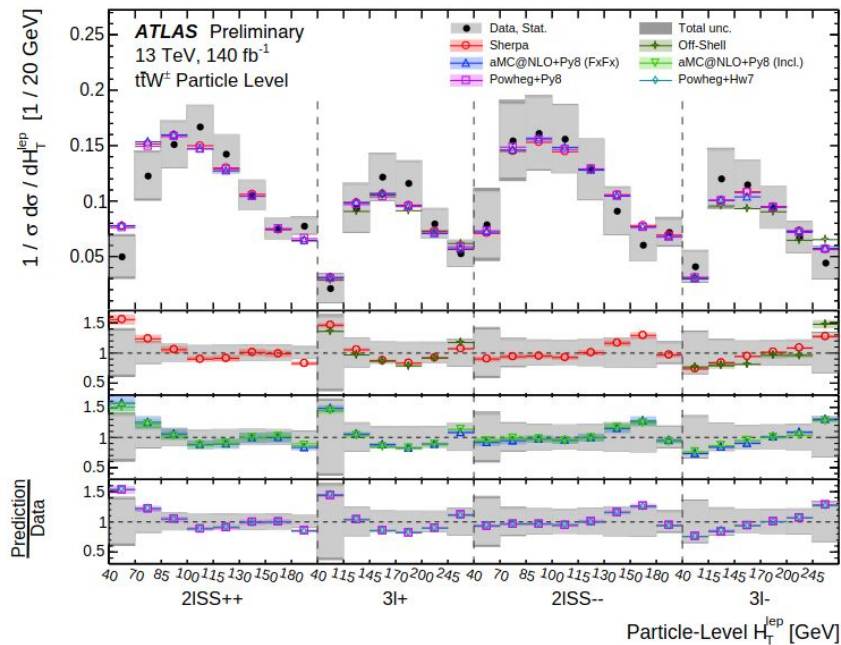 ATLAS Preliminary
13 TeV, 140 fb⁻¹
tt̄W± Particle Level
Data, Stat.
Sherpa
aMC@NLO+Py8 (FxFx)
Powheg+Py8
Total unc.
Off-Shell
aMC@NLO+Py8 (Incl.)
Powheg+Hw7
1 / σ dσ / dH_T^lep [1 / 20 GeV]
0.25
0.2
0.15
0.1
0.05
1.5
1
0.5
1.5
1
0.5
1.5
1
0.5
Prediction
Data
40 70 85 100 115 130 150 180 40 115 145 170 200 245 40 70 85 100 115 130 150 180 40 115 145 170 200 245
2lSS++ 3l+ 2lSS-- 3l-
Particle-Level H_T^lep [GeV]